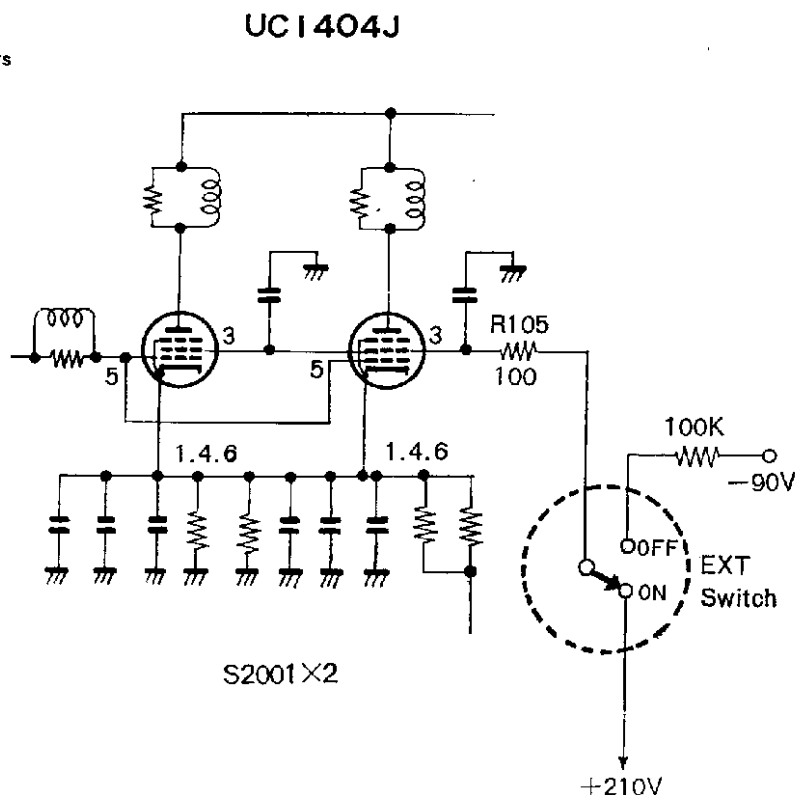 UC1404J
rs
3
3
R105
5
5
100
100K
1.4.6
1.4.6
−90V
OFF
EXT
ON
Switch
S2001×2
+210V